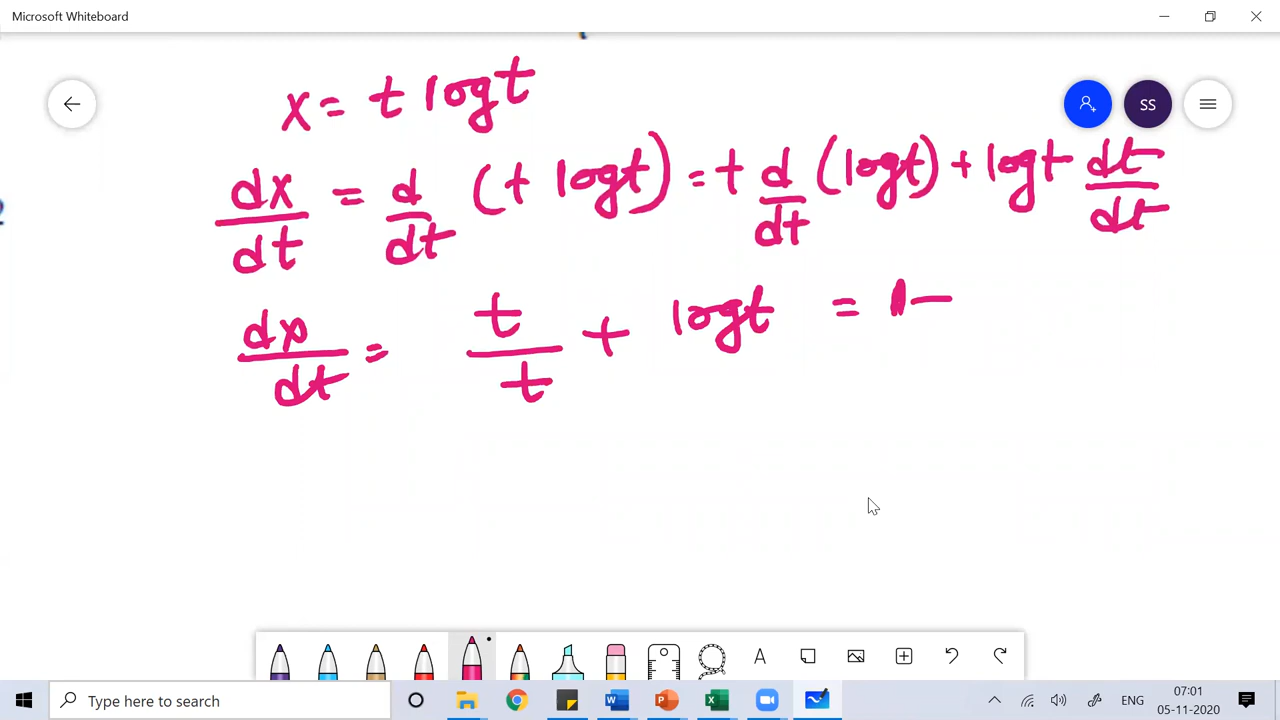 Microsoft Whiteboard
x = t log t
SS
dx/dt = d/dt (t log t) = t d/dt (log t) + log t dt/dt
dx/dt = t/t + log t = 1 -
A
Type here to search
ENG
07:01
05-11-2020